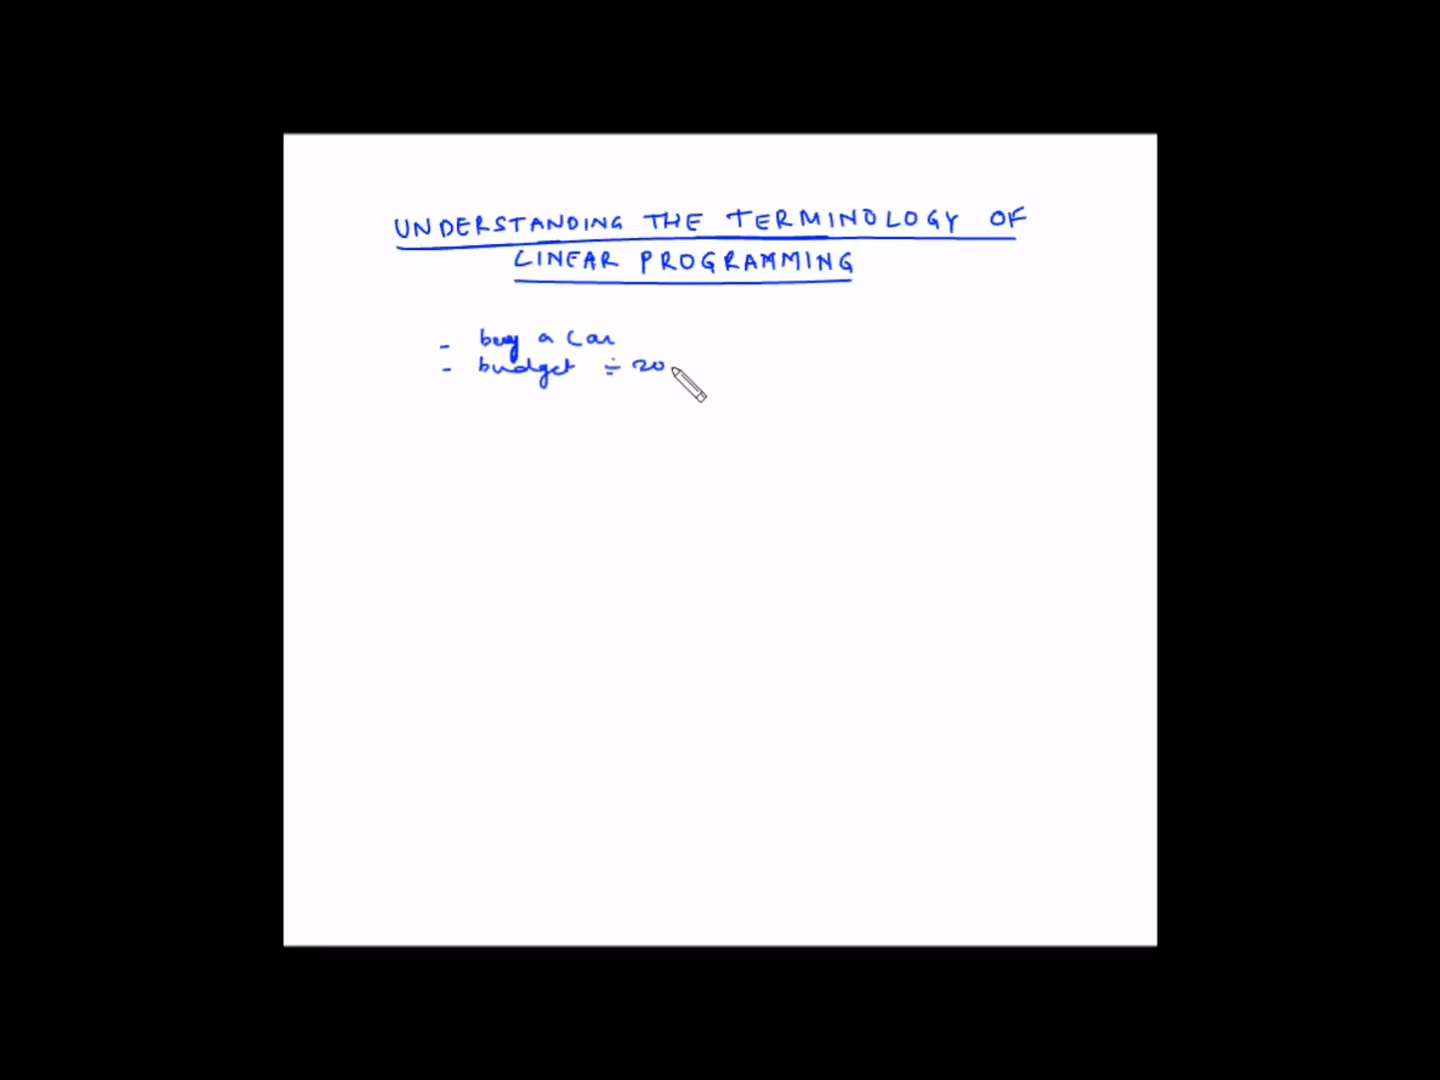 UNDERSTANDING THE TERMINOLOGY OF
LINEAR PROGRAMMING
- buy a car
- budget ÷ 20